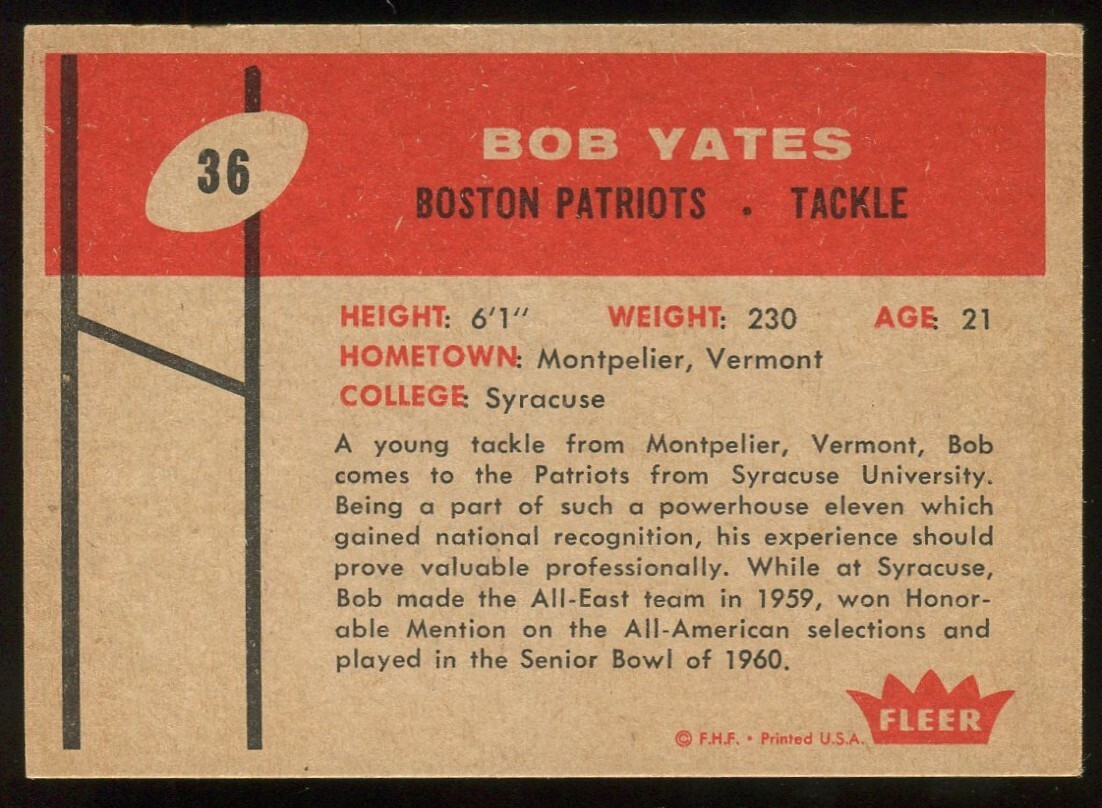 36
BOB YATES
BOSTON PATRIOTS . TACKLE
HEIGHT: 6'1" WEIGHT: 230 AGE: 21
HOMETOWN: Montpelier, Vermont
COLLEGE: Syracuse
A young tackle from Montpelier, Vermont, Bob
comes to the Patriots from Syracuse University.
Being a part of such a powerhouse eleven which
gained national recognition, his experience should
prove valuable professionally. While at Syracuse,
Bob made the All-East team in 1959, won Honor-
able Mention on the All-American selections and
played in the Senior Bowl of 1960.
FLEER
© F.H.F. • Printed U.S.A.